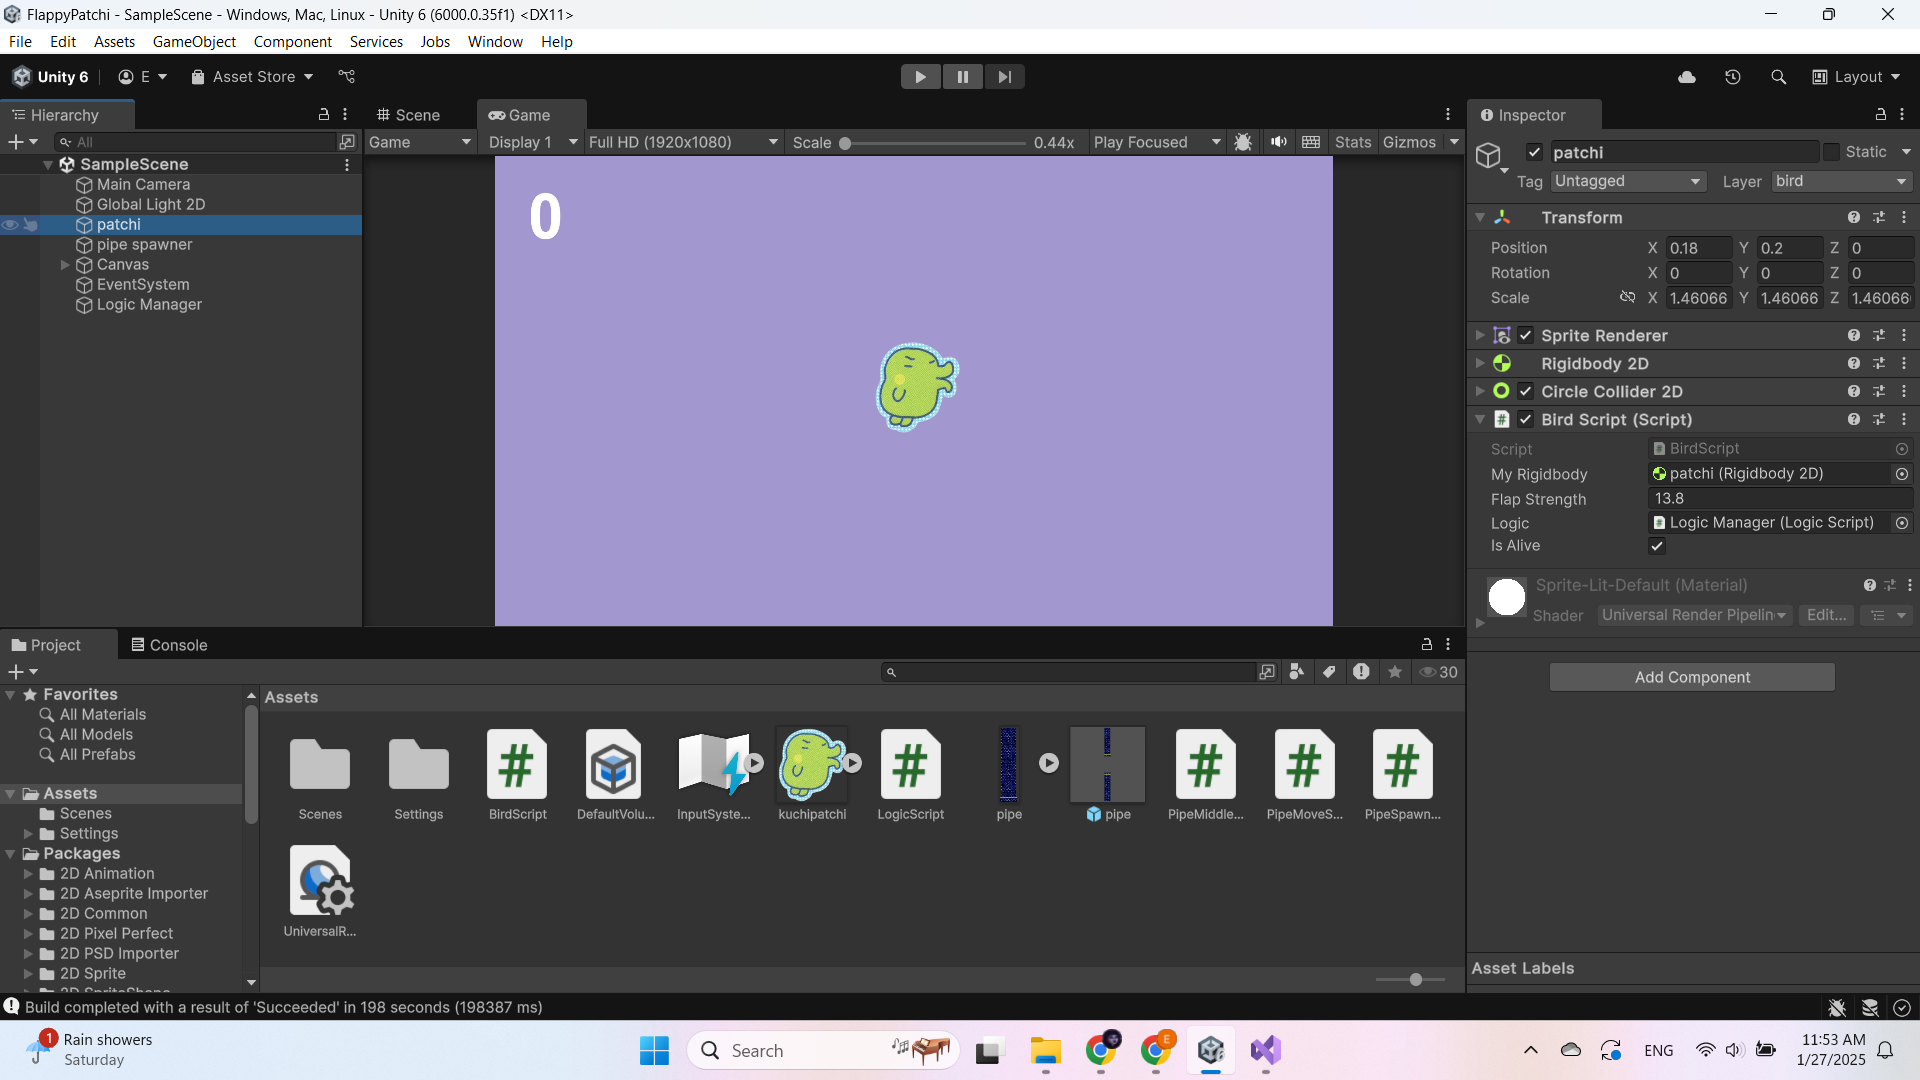 FlappyPatchi - SampleScene - Windows, Mac, Linux - Unity 6 (6000.0.35f1) <DX11>
File Edit Assets GameObject Component Services Jobs Window Help
Unity 6 E Asset Store Layout
Hierarchy
All
SampleScene
Main Camera
Global Light 2D
patchi
pipe spawner
Canvas
EventSystem
Logic Manager
Scene Game
Game Display 1 Full HD (1920x1080) Scale 0.44x Play Focused Stats Gizmos
0
Inspector
patchi Static
Tag Untagged Layer bird
Transform
Position X 0.18 Y 0.2 Z 0
Rotation X 0 Y 0 Z 0
Scale X 1.46066 Y 1.46066 Z 1.46066
Sprite Renderer
Rigidbody 2D
Circle Collider 2D
# Bird Script (Script)
Script # BirdScript
My Rigidbody patchi (Rigidbody 2D)
Flap Strength 13.8
Logic # Logic Manager (Logic Script)
Is Alive
Sprite-Lit-Default (Material)
Shader Universal Render Pipelin Edit...
Add Component
Asset Labels
Project Console
30
Favorites
All Materials
All Models
All Prefabs
Assets
Scenes
Settings
Packages
2D Animation
2D Aseprite Importer
2D Common
2D Pixel Perfect
2D PSD Importer
2D Sprite
2D SpriteShape
Assets
# # # # #
Scenes Settings BirdScript DefaultVolu... InputSyste... kuchipatchi LogicScript pipe pipe PipeMiddle... PipeMoveS... PipeSpawn...
UniversalR...
Build completed with a result of 'Succeeded' in 198 seconds (198387 ms)
1 Rain showers
Saturday
Search
E
ENG
11:53 AM
1/27/2025